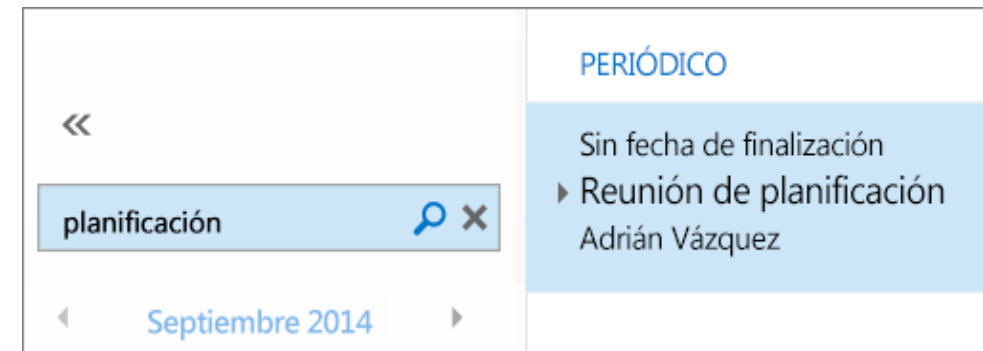 planificación
Septiembre 2014
PERIÓDICO
Sin fecha de finalización
Reunión de planificación
Adrián Vázquez